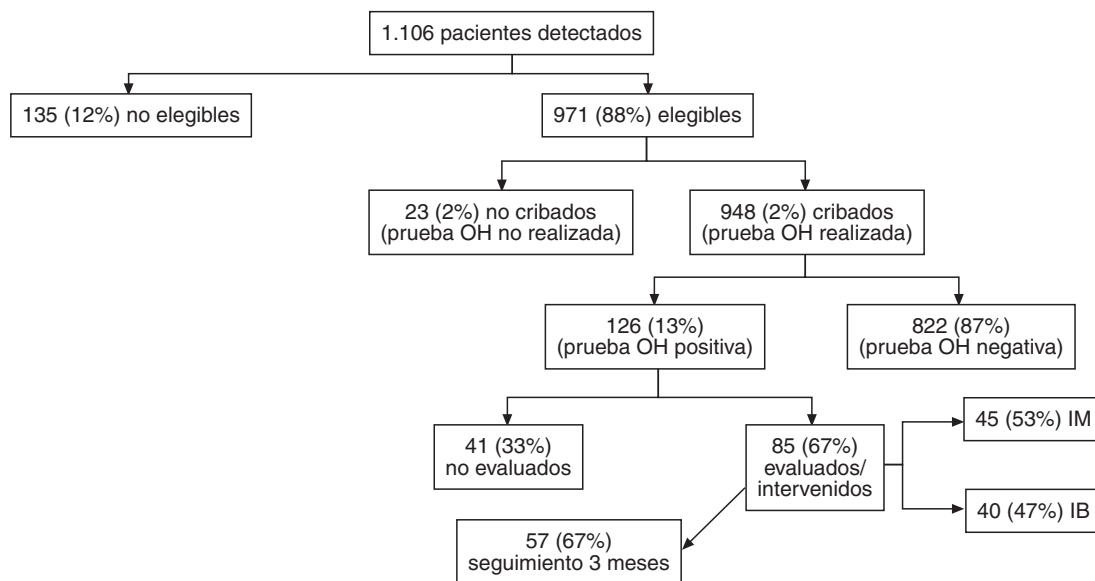 1.106 pacientes detectados
135 (12%) no elegibles
971 (88%) elegibles
23 (2%) no cribados
(prueba OH no realizada)
948 (2%) cribados
(prueba OH realizada)
126 (13%)
(prueba OH positiva)
822 (87%)
(prueba OH negativa)
41 (33%)
no evaluados
85 (67%)
evaluados/
intervenidos
45 (53%) IM
40 (47%) IB
57 (67%)
seguimiento 3 meses